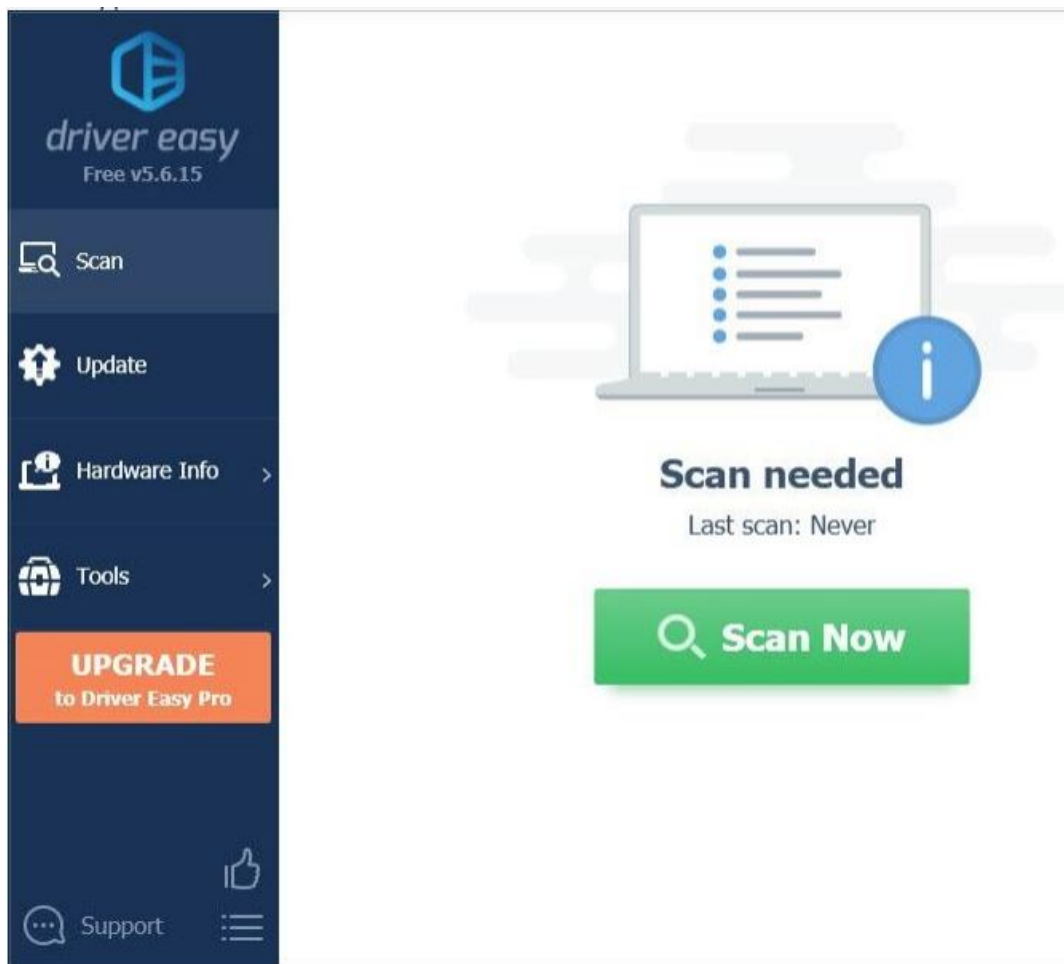 driver easy
Free v5.6.15
Scan
Update
Hardware Info
Tools
UPGRADE
to Driver Easy Pro
Support
Scan needed
Last scan: Never
Scan Now